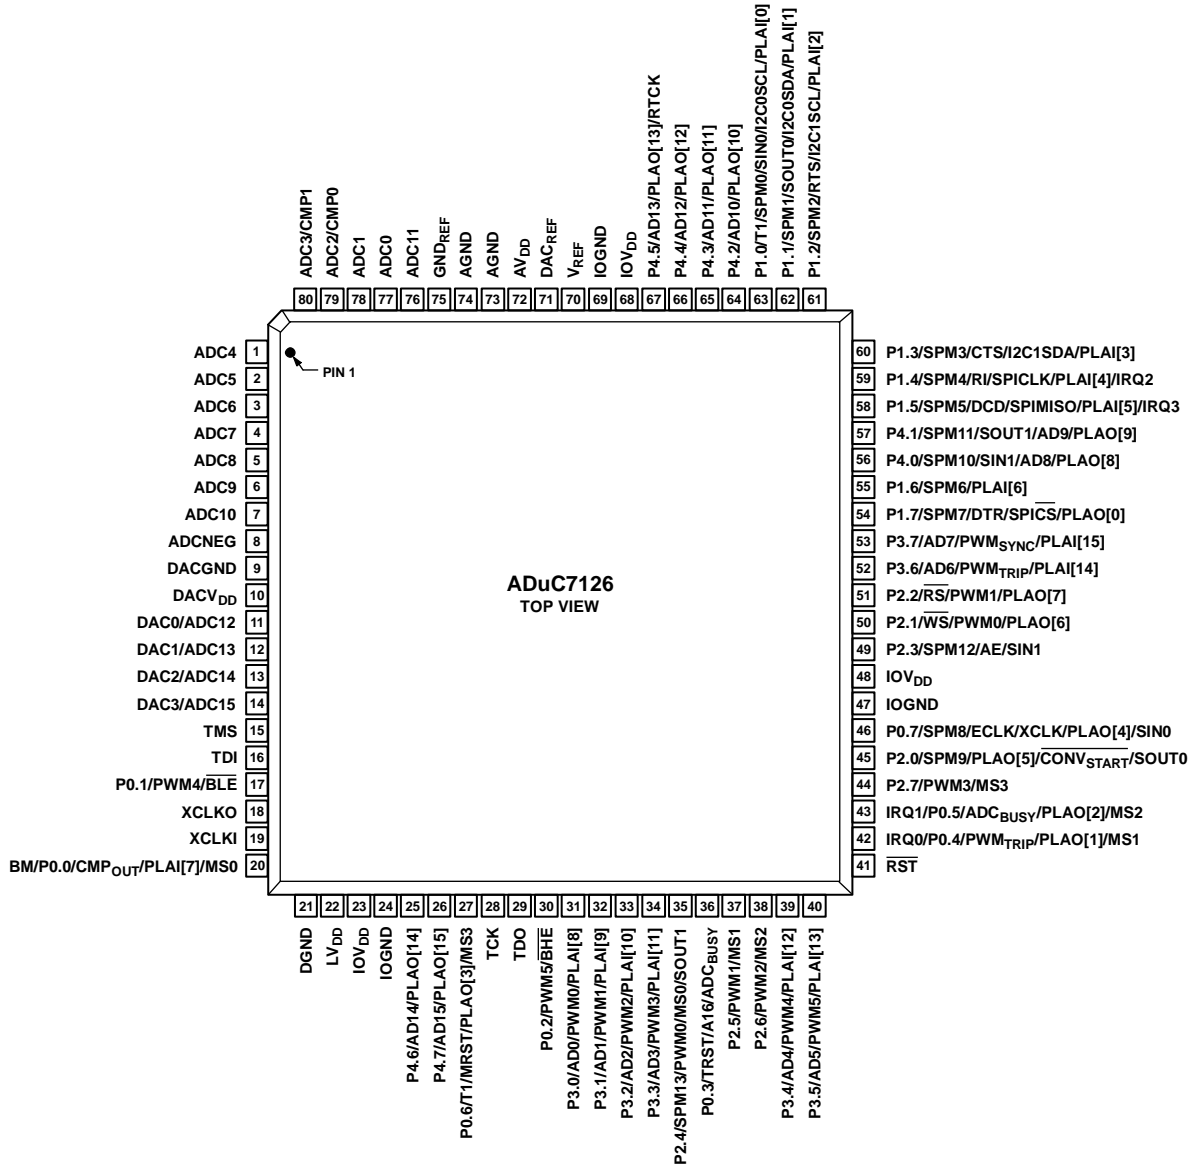 ADC3/CMP1
ADC2/CMP0
ADC1
ADC0
ADC11
GNDREF
AGND
AGND
AVDD
DACREF
VREF
IOGND
IOVDD
P4.5/AD13/PLAO[13]/RTCK
P4.4/AD12/PLAO[12]
P4.3/AD11/PLAO[11]
P4.2/AD10/PLAO[10]
P1.0/T1/SPM0/SIN0/I2C0SCL/PLAI[0]
P1.1/SPM1/SOUT0/I2C0SDA/PLAI[1]
P1.2/SPM2/RTS/I2C1SCL/PLAI[2]
80 79 78 77 76 75 74 73 72 71 70 69 68 67 66 65 64 63 62 61
ADC4 1
ADC5 2
ADC6 3
ADC7 4
ADC8 5
ADC9 6
ADC10 7
ADCNEG 8
DACGND 9
DACVDD 10
DAC0/ADC12 11
DAC1/ADC13 12
DAC2/ADC14 13
DAC3/ADC15 14
TMS 15
TDI 16
P0.1/PWM4/BLE 17
XCLKO 18
XCLKI 19
BM/P0.0/CMPOUT/PLAI[7]/MS0 20
PIN 1
ADuC7126
TOP VIEW
60 P1.3/SPM3/CTS/I2C1SDA/PLAI[3]
59 P1.4/SPM4/RI/SPICLK/PLAI[4]/IRQ2
58 P1.5/SPM5/DCD/SPIMISO/PLAI[5]/IRQ3
57 P4.1/SPM11/SOUT1/AD9/PLAO[9]
56 P4.0/SPM10/SIN1/AD8/PLAO[8]
55 P1.6/SPM6/PLAI[6]
54 P1.7/SPM7/DTR/SPICS/PLAO[0]
53 P3.7/AD7/PWMSYNC/PLAI[15]
52 P3.6/AD6/PWMTRIP/PLAI[14]
51 P2.2/RS/PWM1/PLAO[7]
50 P2.1/WS/PWM0/PLAO[6]
49 P2.3/SPM12/AE/SIN1
48 IOVDD
47 IOGND
46 P0.7/SPM8/ECLK/XCLK/PLAO[4]/SIN0
45 P2.0/SPM9/PLAO[5]/CONVSTART/SOUT0
44 P2.7/PWM3/MS3
43 IRQ1/P0.5/ADCBUSY/PLAO[2]/MS2
42 IRQ0/P0.4/PWMTRIP/PLAO[1]/MS1
41 RST
21 22 23 24 25 26 27 28 29 30 31 32 33 34 35 36 37 38 39 40
DGND
LVDD
IOVDD
IOGND
P4.6/AD14/PLAO[14]
P4.7/AD15/PLAO[15]
P0.6/T1/MRST/PLAO[3]/MS3
TCK
TDO
P0.2/PWM5/BHE
P3.0/AD0/PWM0/PLAI[8]
P3.1/AD1/PWM1/PLAI[9]
P3.2/AD2/PWM2/PLAI[10]
P3.3/AD3/PWM3/PLAI[11]
P2.4/SPM13/PWM0/MS0/SOUT1
P0.3/TRST/A16/ADCBUSY
P2.5/PWM1/MS1
P2.6/PWM2/MS2
P3.4/AD4/PWM4/PLAI[12]
P3.5/AD5/PWM5/PLAI[13]